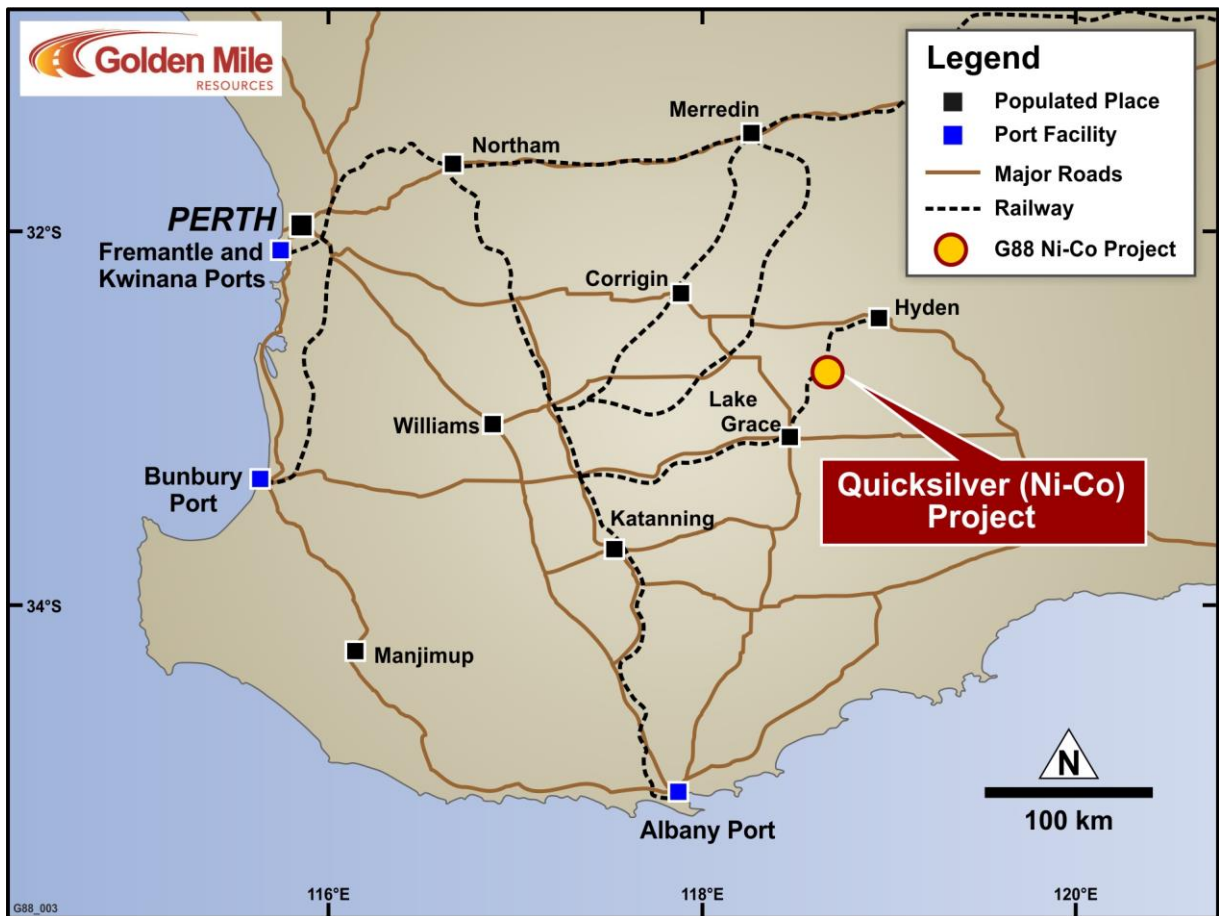 Golden Mile
RESOURCES
Legend
Populated Place
Port Facility
Major Roads
Railway
G88 Ni-Co Project
Merredin
Northam
PERTH
Fremantle and
Kwinana Ports
32°S
Corrigin
Hyden
Lake
Grace
Williams
Bunbury
Port
Quicksilver (Ni-Co)
Project
Katanning
34°S
Manjimup
Albany Port
N
100 km
116°E
118°E
120°E
G88_003